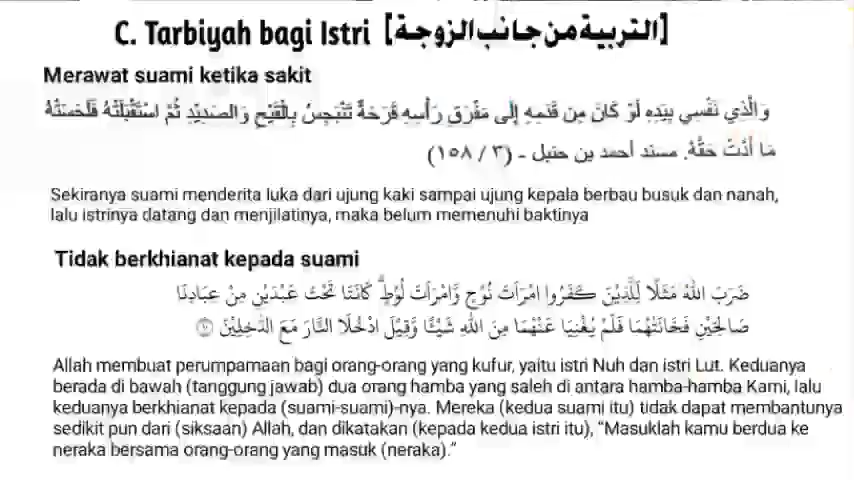 C. Tarbiyah bagi Istri [التربية من جانب الزوجة]
Merawat suami ketika sakit
وَالَّذِي نَفْسِي بِيَدِهِ لَوْ كَانَ مِنْ قَدَمِهِ إِلَى مَفْرَقِ رَأْسِهِ قَرْحَةٌ تَنْبَجِسُ بِالْقَيْحِ وَالصَّدِيْدِ ثُمَّ اسْتَقْبَلَتْهُ فَلَحِسَتْهُ
مَا أَدَّتْ حَقَّهُ. مسند أحمد بن حنبل - (٣ / ١٥٨)
Sekiranya suami menderita luka dari ujung kaki sampai ujung kepala berbau busuk dan nanah,
lalu istrinya datang dan menjilatinya, maka belum memenuhi baktinya
Tidak berkhianat kepada suami
ضَرَبَ اللّٰهُ مَثَلًا لِّلَّذِيْنَ كَفَرُوا امْرَاَتَ نُوْحٍ وَّامْرَاَتَ لُوْطٍۗ كَانَتَا تَحْتَ عَبْدَيْنِ مِنْ عِبَادِنَا
صَالِحَيْنِ فَخَانَتٰهُمَا فَلَمْ يُغْنِيَا عَنْهُمَا مِنَ اللّٰهِ شَيْـًٔا وَّقِيْلَ ادْخُلَا النَّارَ مَعَ الدّٰخِلِيْنَ ١٠
Allah membuat perumpamaan bagi orang-orang yang kufur, yaitu istri Nuh dan istri Lut. Keduanya
berada di bawah (tanggung jawab) dua orang hamba yang saleh di antara hamba-hamba Kami, lalu
keduanya berkhianat kepada (suami-suami)-nya. Mereka (kedua suami itu) tidak dapat membantunya
sedikit pun dari (siksaan) Allah, dan dikatakan (kepada kedua istri itu), “Masuklah kamu berdua ke
neraka bersama orang-orang yang masuk (neraka).”